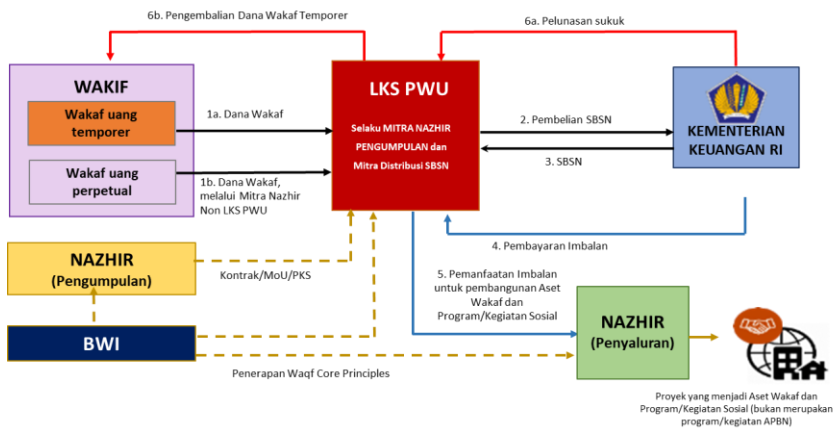 6b. Pengembalian Dana Wakaf Temporer
6a. Pelunasan sukuk
WAKIF
Wakaf uang
temporer
Wakaf uang
perpetual
1a. Dana Wakaf
1b. Dana Wakaf,
melalui Mitra Nazhir
Non LKS PWU
LKS PWU
Selaku MITRA NAZHIR
PENGUMPULAN dan
Mitra Distribusi SBSN
2. Pembelian SBSN
3. SBSN
KEMENTERIAN
KEUANGAN RI
4. Pembayaran Imbalan
NAZHIR
(Pengumpulan)
Kontrak/MoU/PKS
5. Pemanfaatan Imbalan
untuk pembangunan Aset
Wakaf dan
Program/Kegiatan Sosial
BWI
Penerapan Waqf Core Principles
NAZHIR
(Penyaluran)
Proyek yang menjadi Aset Wakaf dan
Program/Kegiatan Sosial (bukan merupakan
program/kegiatan APBN)